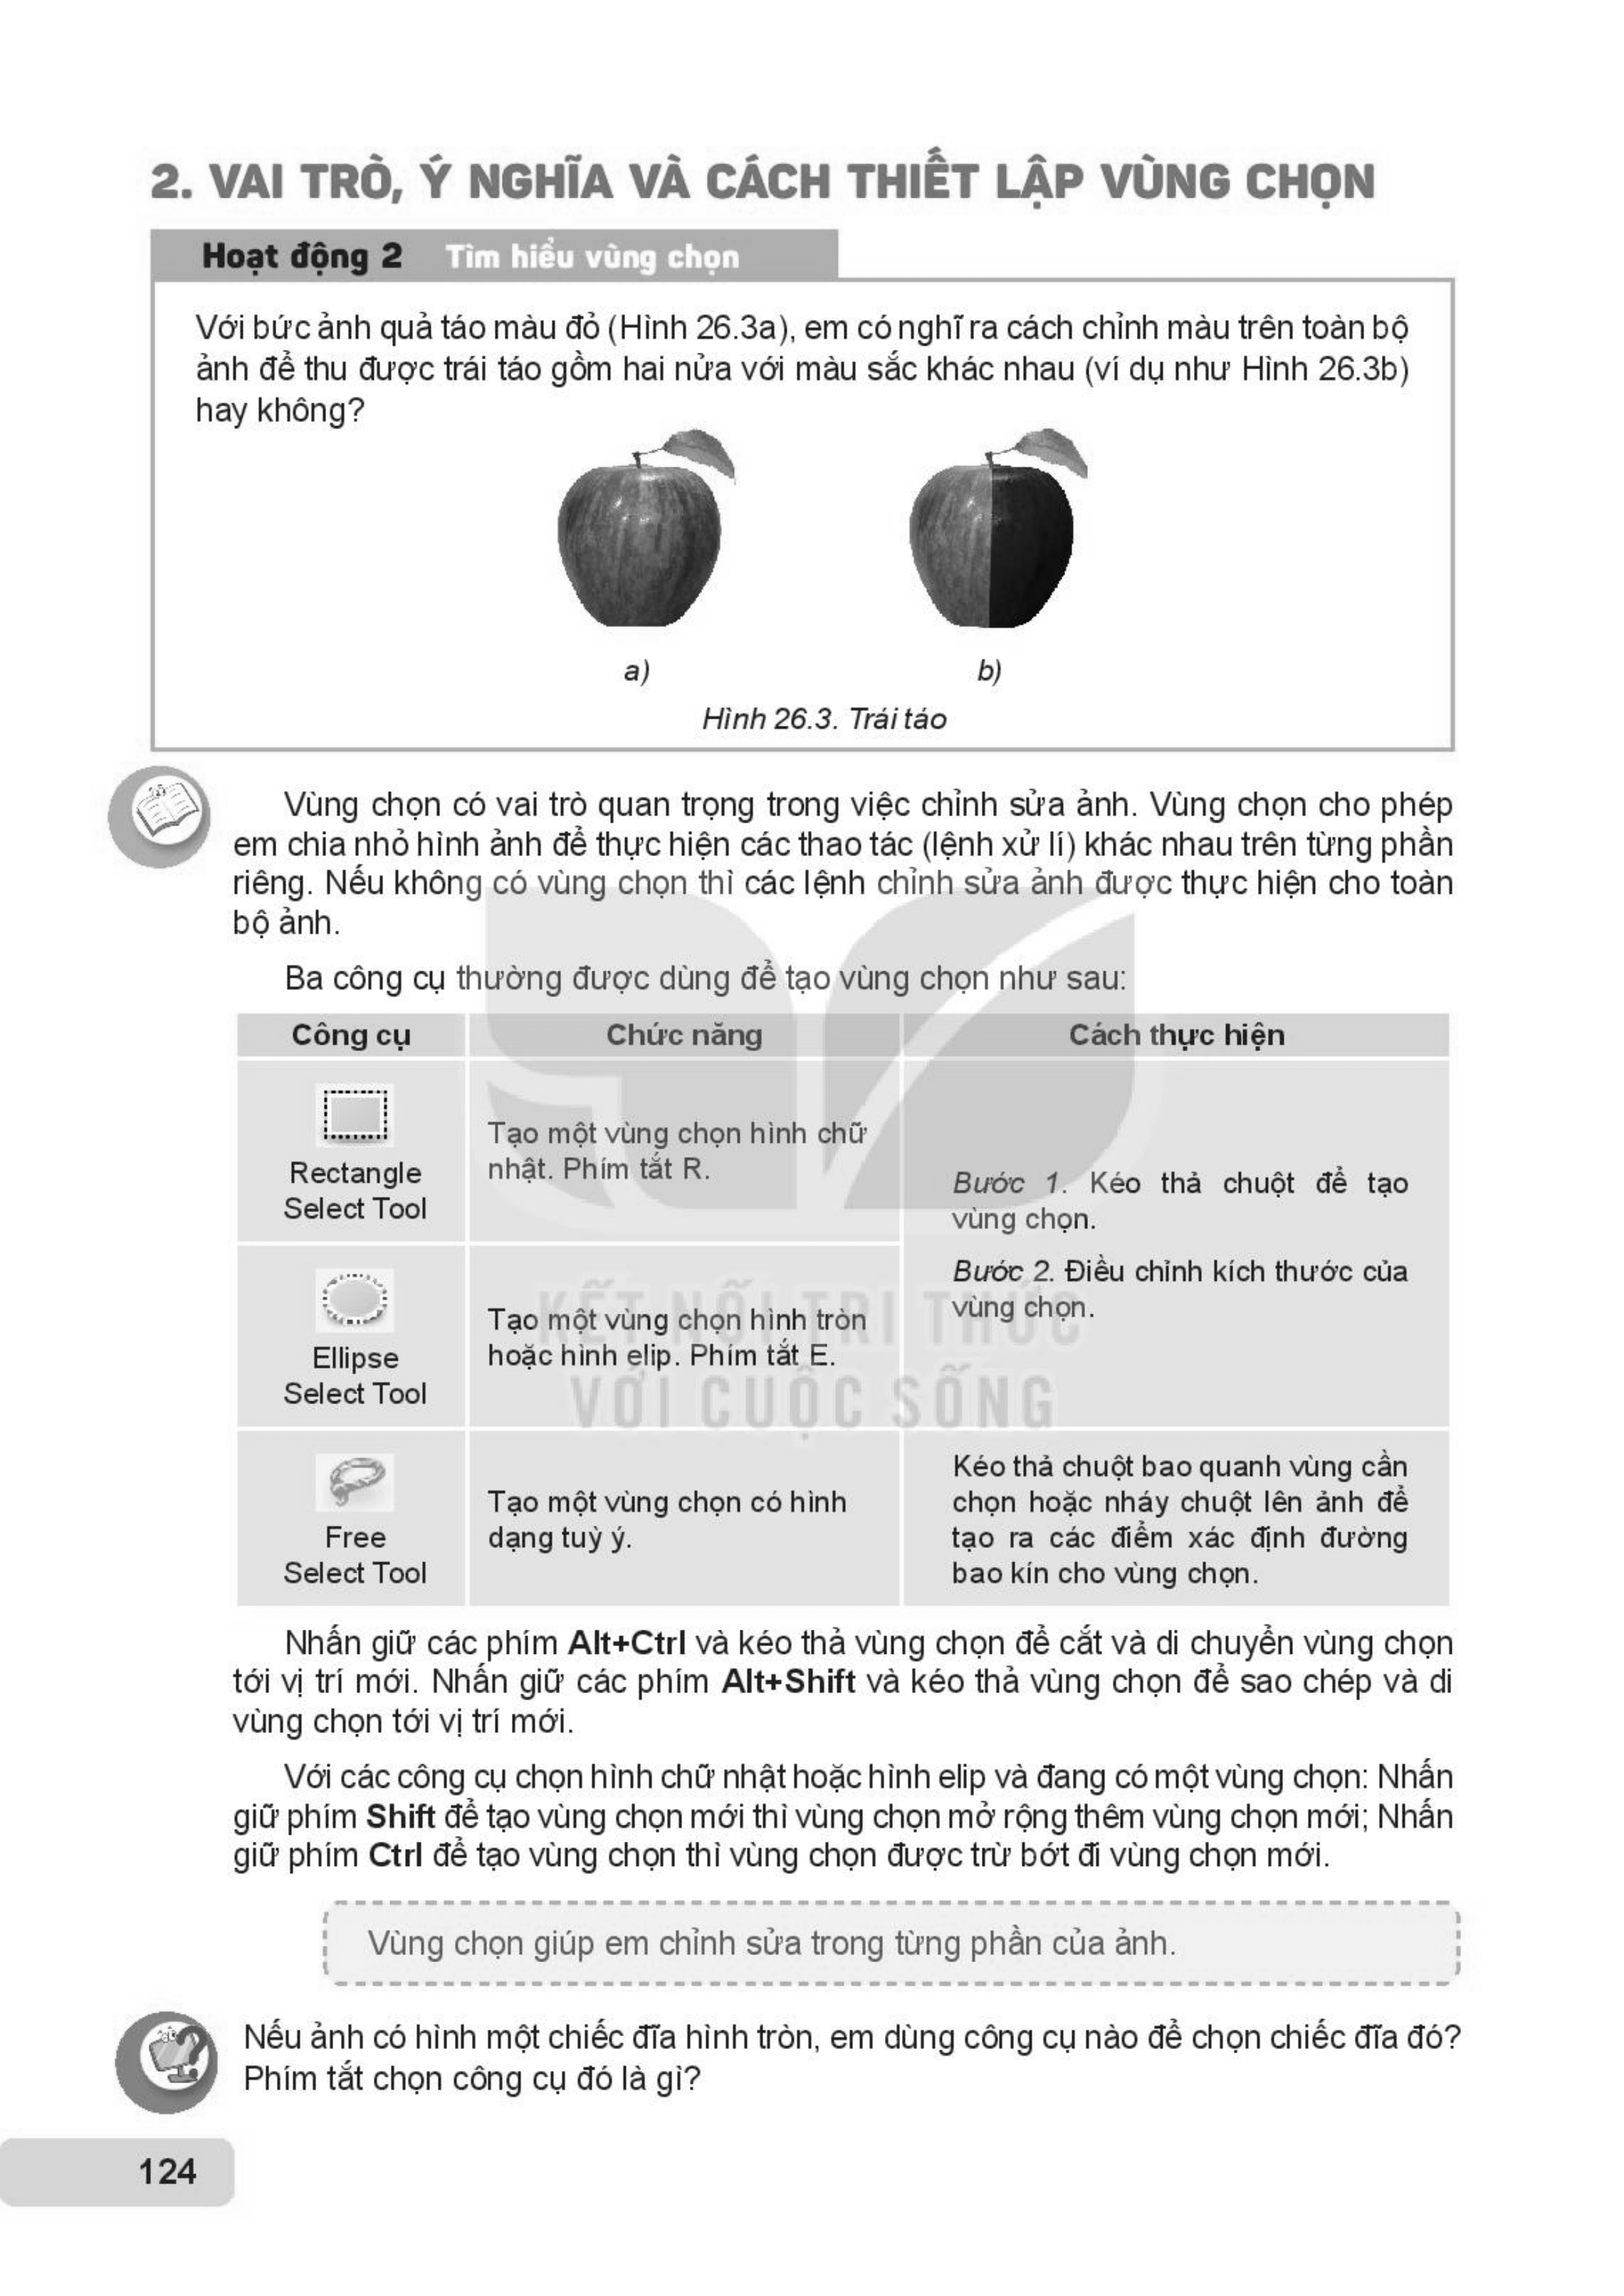 2. VAI TRÒ, Ý NGHĨA VÀ CÁCH THIẾT LẬP VÙNG CHỌN
Hoạt động 2 Tìm hiểu vùng chọn
Với bức ảnh quả táo màu đỏ (Hình 26.3a), em có nghĩ ra cách chỉnh màu trên toàn bộ
ảnh để thu được trái táo gồm hai nửa với màu sắc khác nhau (ví dụ như Hình 26.3b)
hay không?
a) b)
Hình 26.3. Trái táo
Vùng chọn có vai trò quan trọng trong việc chỉnh sửa ảnh. Vùng chọn cho phép
em chia nhỏ hình ảnh để thực hiện các thao tác (lệnh xử lí) khác nhau trên từng phần
riêng. Nếu không có vùng chọn thì các lệnh chỉnh sửa ảnh được thực hiện cho toàn
bộ ảnh.
Ba công cụ thường được dùng để tạo vùng chọn như sau:
Công cụ Chức năng Cách thực hiện
Rectangle
Select Tool
Tạo một vùng chọn hình chữ
nhật. Phím tắt R.
Bước 1. Kéo thả chuột để tạo
vùng chọn.
Bước 2. Điều chỉnh kích thước của
vùng chọn.
Ellipse
Select Tool
Tạo một vùng chọn hình tròn
hoặc hình elip. Phím tắt E.
KẾT NỐI TRI THỨC
VỚI CUỘC SỐNG
Free
Select Tool
Tạo một vùng chọn có hình
dạng tuỳ ý.
Kéo thả chuột bao quanh vùng cần
chọn hoặc nháy chuột lên ảnh để
tạo ra các điểm xác định đường
bao kín cho vùng chọn.
Nhấn giữ các phím Alt+Ctrl và kéo thả vùng chọn để cắt và di chuyển vùng chọn
tới vị trí mới. Nhấn giữ các phím Alt+Shift và kéo thả vùng chọn để sao chép và di
vùng chọn tới vị trí mới.
Với các công cụ chọn hình chữ nhật hoặc hình elip và đang có một vùng chọn: Nhấn
giữ phím Shift để tạo vùng chọn mới thì vùng chọn mở rộng thêm vùng chọn mới; Nhấn
giữ phím Ctrl để tạo vùng chọn thì vùng chọn được trừ bớt đi vùng chọn mới.
Vùng chọn giúp em chỉnh sửa trong từng phần của ảnh.
Nếu ảnh có hình một chiếc đĩa hình tròn, em dùng công cụ nào để chọn chiếc đĩa đó?
Phím tắt chọn công cụ đó là gì?
124